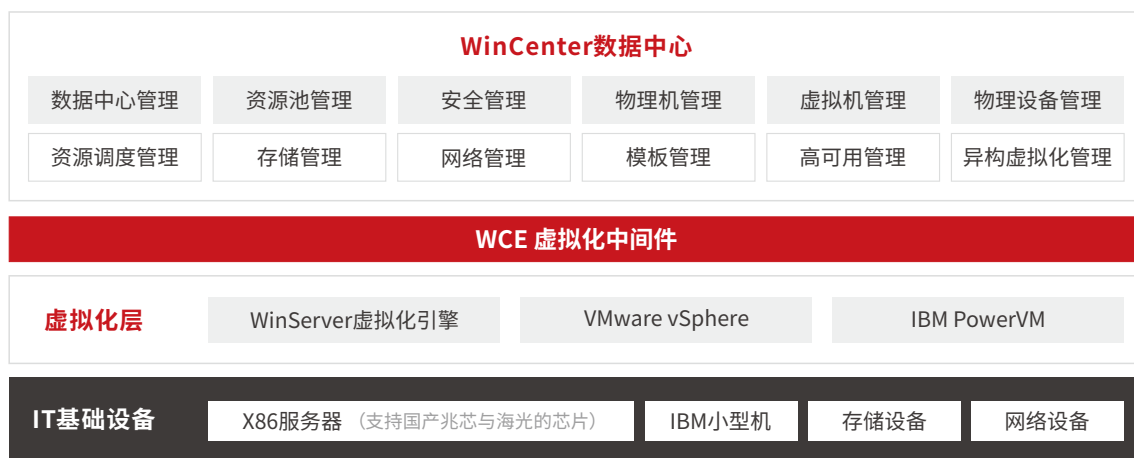 WinCenter数据中心
数据中心管理 资源池管理 安全管理 物理机管理 虚拟机管理 物理设备管理
资源调度管理 存储管理 网络管理 模板管理 高可用管理 异构虚拟化管理
WCE 虚拟化中间件
虚拟化层 WinServer虚拟化引擎 VMware vSphere IBM PowerVM
IT基础设备 X86服务器（支持国产兆芯与海光的芯片） IBM小型机 存储设备 网络设备